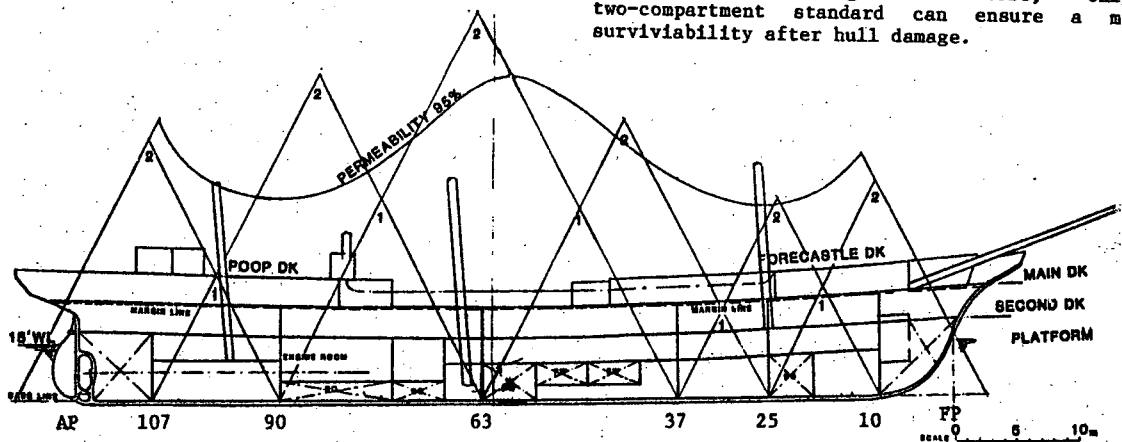 two-compartment standard can ensure a m
surviviability after hull damage.
2
2
2
2
2
2
PERMEABILITY 95%
1
1
POOP DK
FORECASTLE DK
MAIN DK
1
MARGIN LINE
MARGIN LINE
1
1
SECOND DK
18'WL
PLATFORM
ENGINE ROOM
BASE LINE
AP 107 90 63 37 25 10 FP
SCALE 0 5 10m